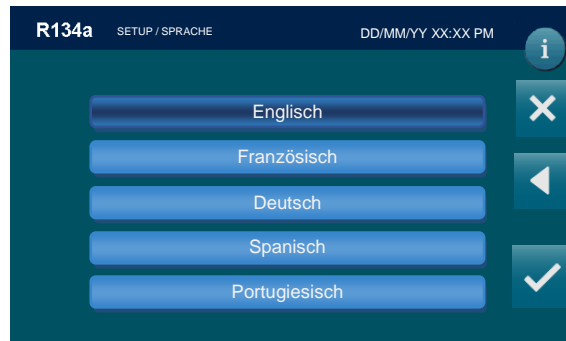 R134a SETUP / SPRACHE DD/MM/YY XX:XX PM
i
Englisch
Französisch
Deutsch
Spanisch
Portugiesisch